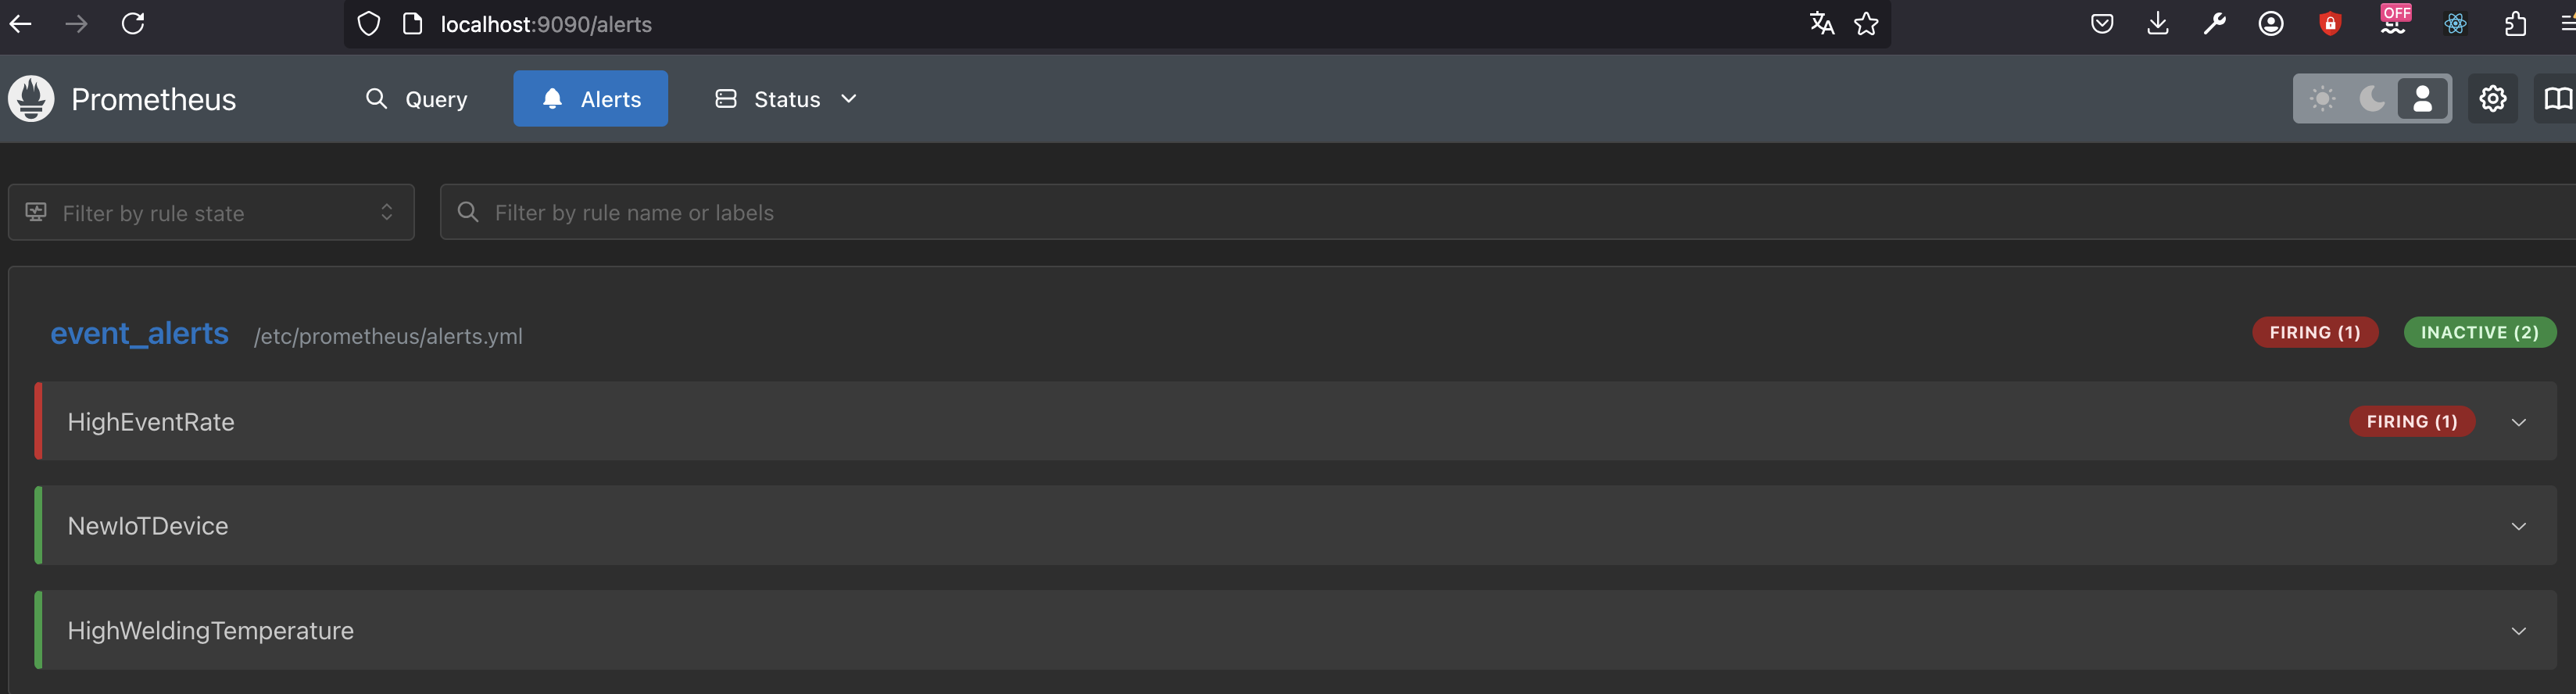 localhost:9090/alerts
OFF
Prometheus Query Alerts Status
Filter by rule state Filter by rule name or labels
event_alerts /etc/prometheus/alerts.yml FIRING (1) INACTIVE (2)
HighEventRate FIRING (1)
NewIoTDevice
HighWeldingTemperature